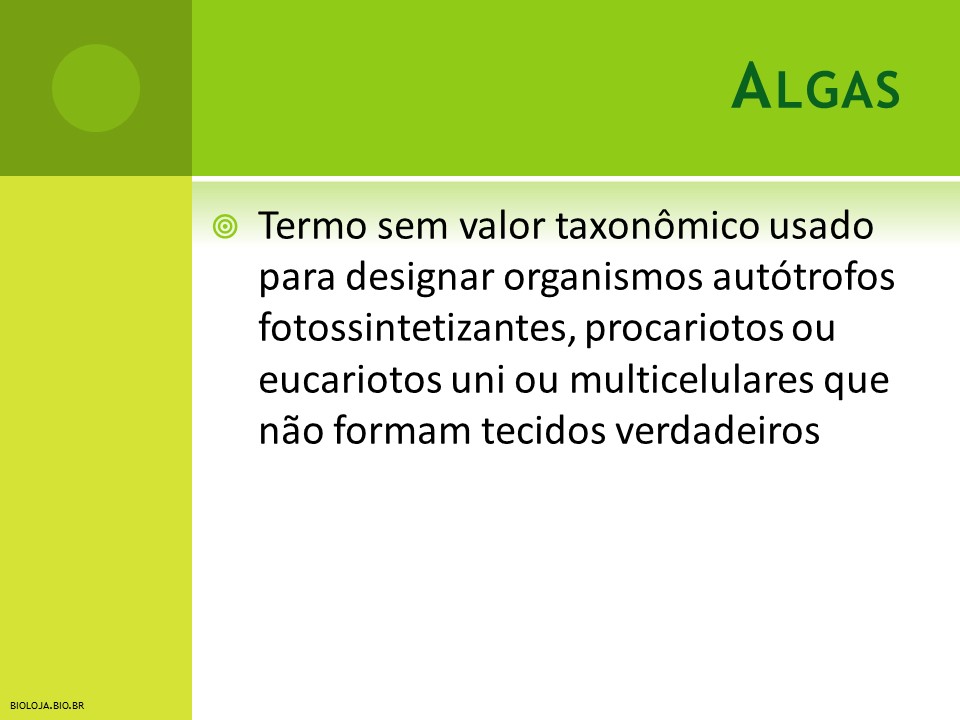 ALGAS
Termo sem valor taxonômico usado
para designar organismos autótrofos
fotossintetizantes, procariotos ou
eucariotos uni ou multicelulares que
não formam tecidos verdadeiros
BIOLOJA.BIO.BR